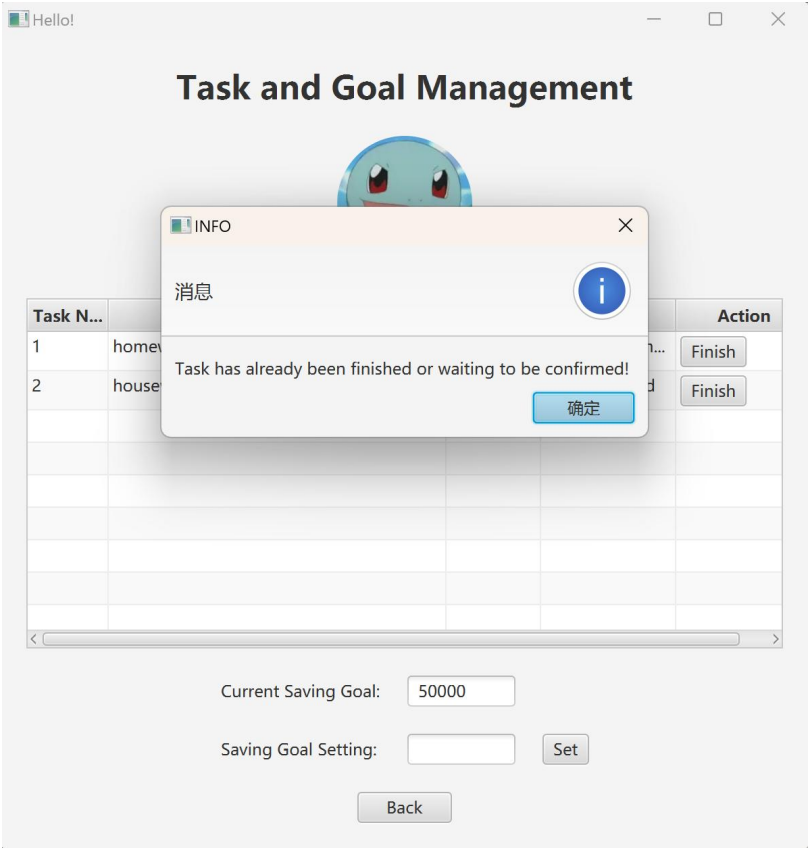 Hello!
Task and Goal Management
INFO
消息
Task has already been finished or waiting to be confirmed!
确定
Task N... Action
1 Finish
2 Finish
Current Saving Goal: 50000
Saving Goal Setting: Set
Back